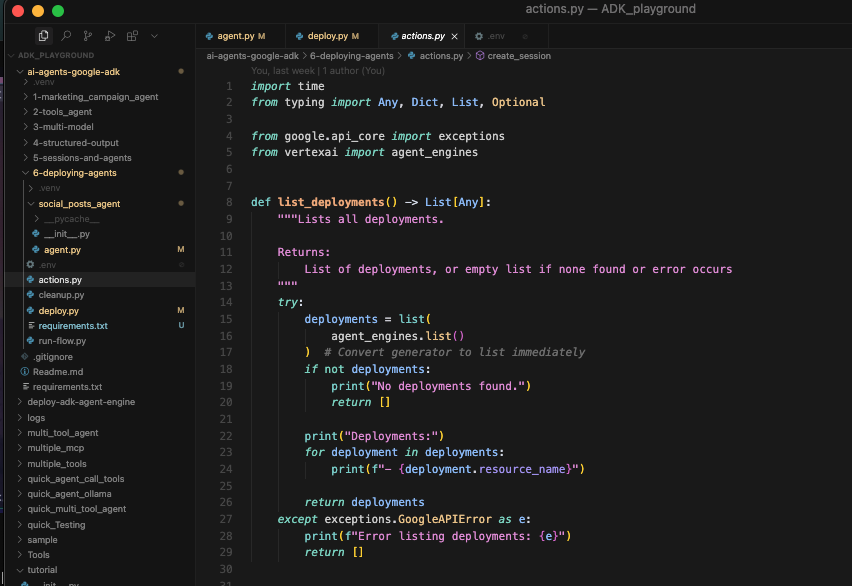 actions.py — ADK_playground
agent.py M
deploy.py M
actions.py
.env
ADK_PLAYGROUND
ai-agents-google-adk
.venv
1-marketing_campaign_agent
2-tools_agent
3-multi-model
4-structured-output
5-sessions-and-agents
6-deploying-agents
.venv
social_posts_agent
__pycache__
__init__.py
agent.py M
.env
actions.py
cleanup.py
deploy.py M
requirements.txt U
run-flow.py
.gitignore
Readme.md
requirements.txt
deploy-adk-agent-engine
logs
multi_tool_agent
multiple_mcp
multiple_tools
quick_agent_call_tools
quick_agent_ollama
quick_multi_tool_agent
quick_Testing
sample
Tools
tutorial
__init__.py
ai-agents-google-adk > 6-deploying-agents > actions.py > create_session
You, last week | 1 author (You)
1 import time
2 from typing import Any, Dict, List, Optional
3
4 from google.api_core import exceptions
5 from vertexai import agent_engines
6
7
8 def list_deployments() -> List[Any]:
9 """Lists all deployments.
10
11 Returns:
12 List of deployments, or empty list if none found or error occurs
13 """
14 try:
15 deployments = list(
16 agent_engines.list()
17 ) # Convert generator to list immediately
18 if not deployments:
19 print("No deployments found.")
20 return []
21
22 print("Deployments:")
23 for deployment in deployments:
24 print(f"- {deployment.resource_name}")
25
26 return deployments
27 except exceptions.GoogleAPIError as e:
28 print(f"Error listing deployments: {e}")
29 return []
30
31